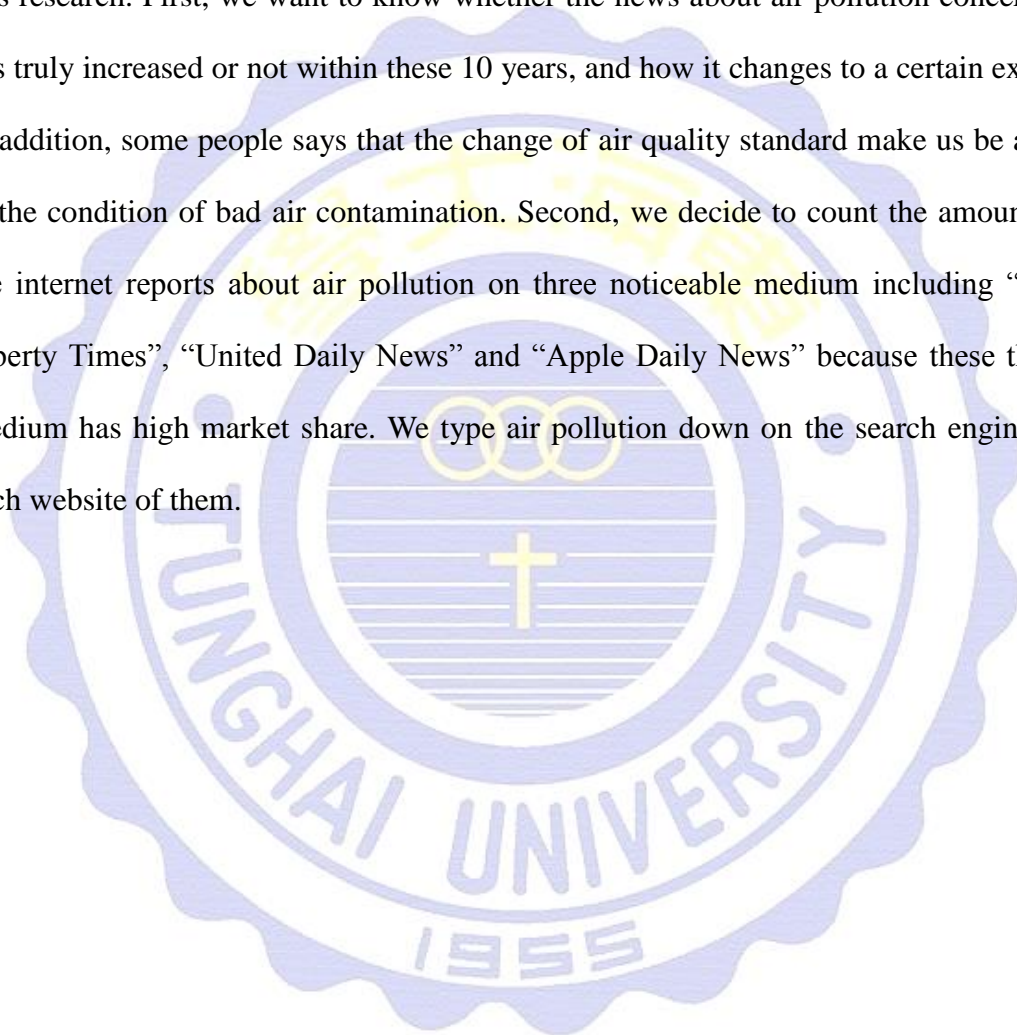 s research. First, we want to know whether the news about air pollution concer
s truly increased or not within these 10 years, and how it changes to a certain ex
addition, some people says that the change of air quality standard make us be a
the condition of bad air contamination. Second, we decide to count the amoun
e internet reports about air pollution on three noticeable medium including “
berty Times”, “United Daily News” and “Apple Daily News” because these t
edium has high market share. We type air pollution down on the search engin
ch website of them.
東海大學
TUNGHAI UNIVERSITY
1955